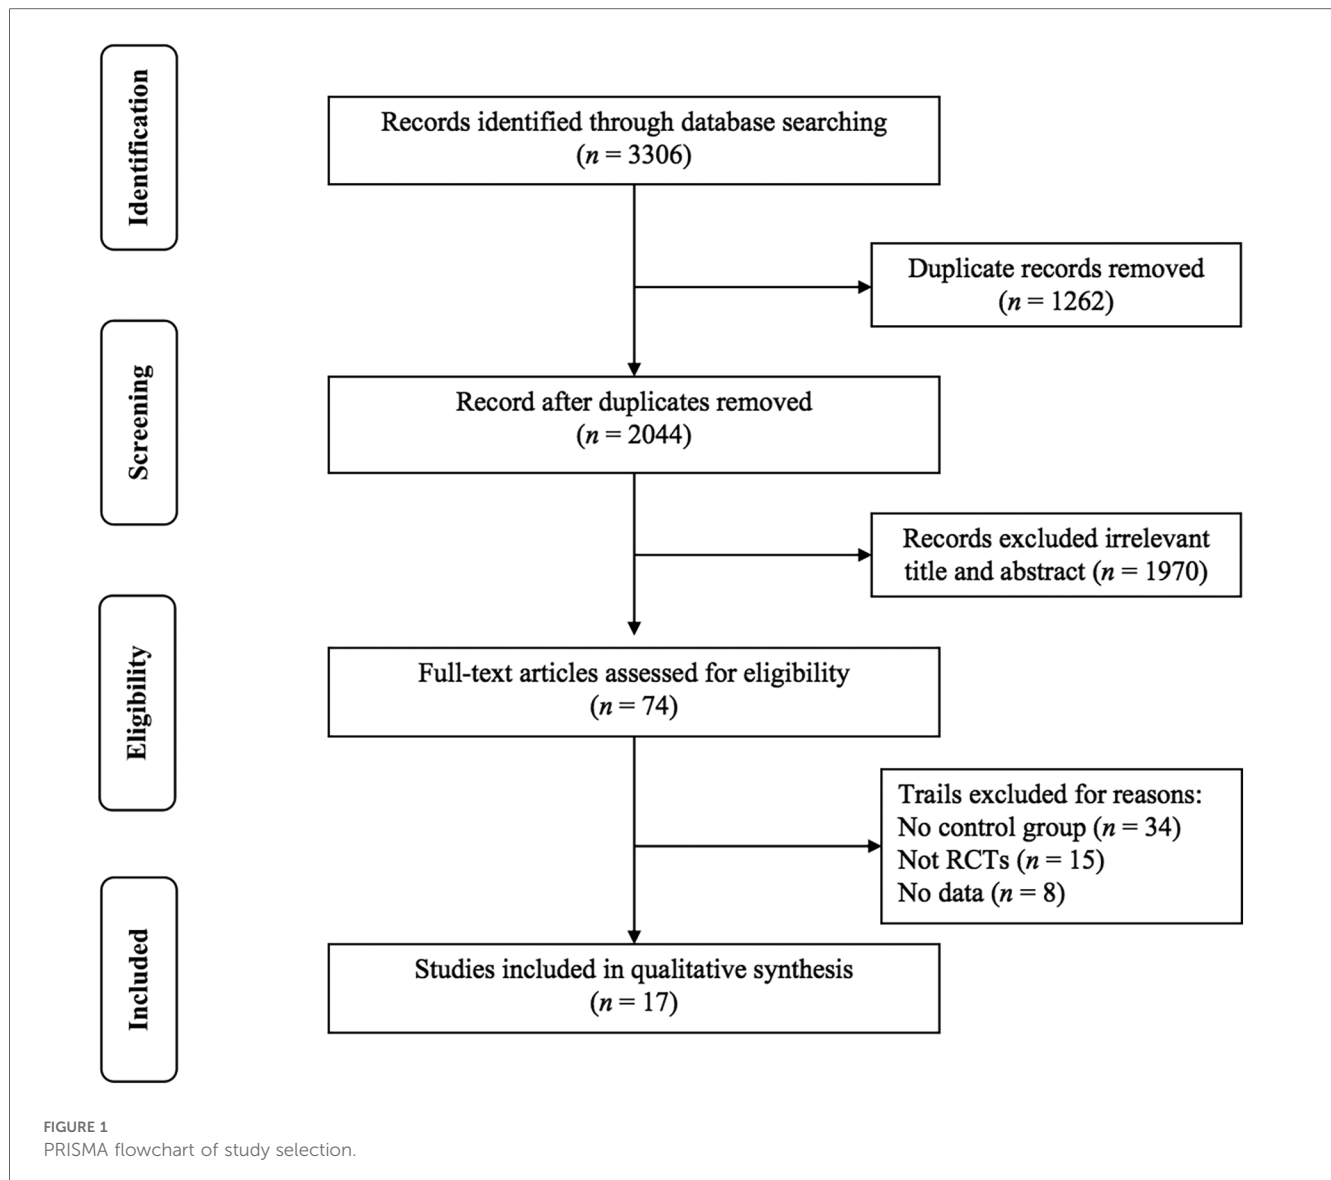 Identification
Records identified through database searching
(n = 3306)
Duplicate records removed
(n = 1262)
Screening
Record after duplicates removed
(n = 2044)
Records excluded irrelevant
title and abstract (n = 1970)
Eligibility
Full-text articles assessed for eligibility
(n = 74)
Trails excluded for reasons:
No control group (n = 34)
Not RCTs (n = 15)
No data (n = 8)
Included
Studies included in qualitative synthesis
(n = 17)
FIGURE 1
PRISMA flowchart of study selection.